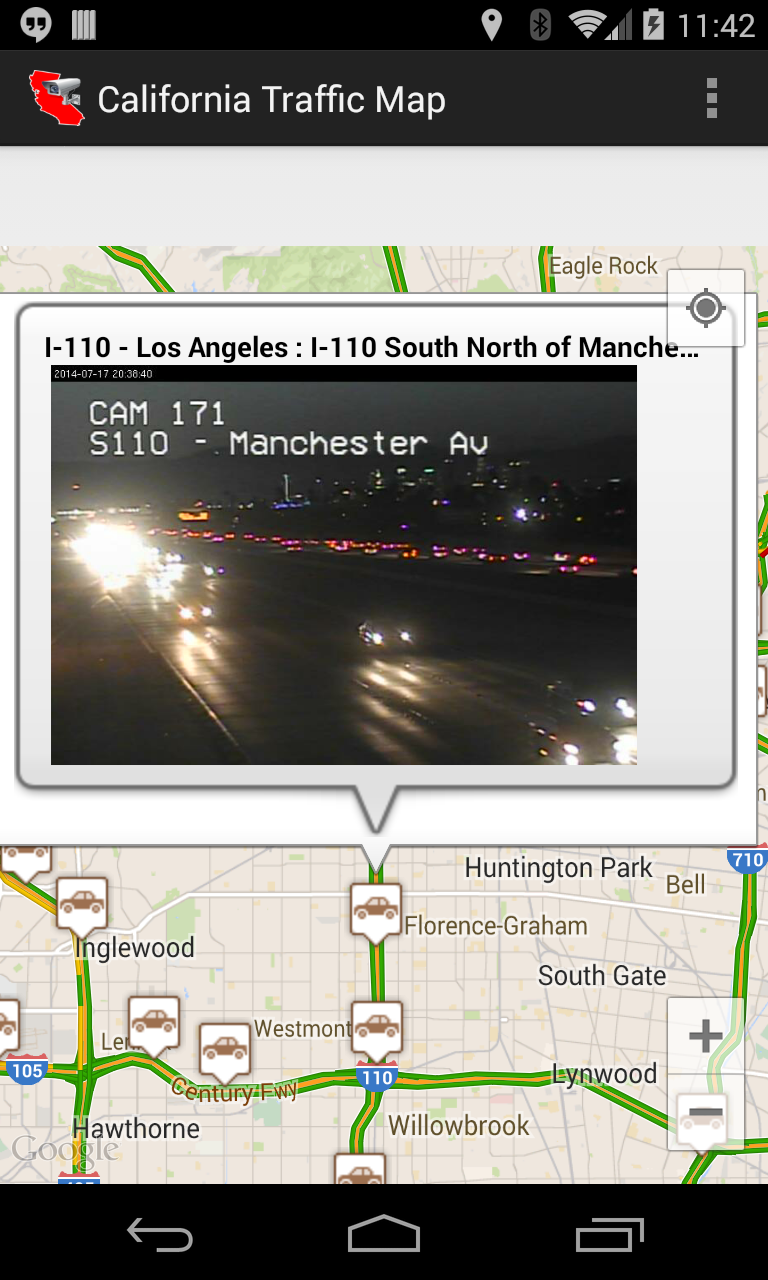 11:42
California Traffic Map
Eagle Rock
I-110 - Los Angeles : I-110 South North of Manche...
2014-07-17 20:38:40
CAM 171
S110 - Manchester Av
710
Huntington Park
Bell
Florence-Graham
Inglewood
South Gate
Westmont
105
Century Fwy
110
Lynwood
Hawthorne
Willowbrook
Google